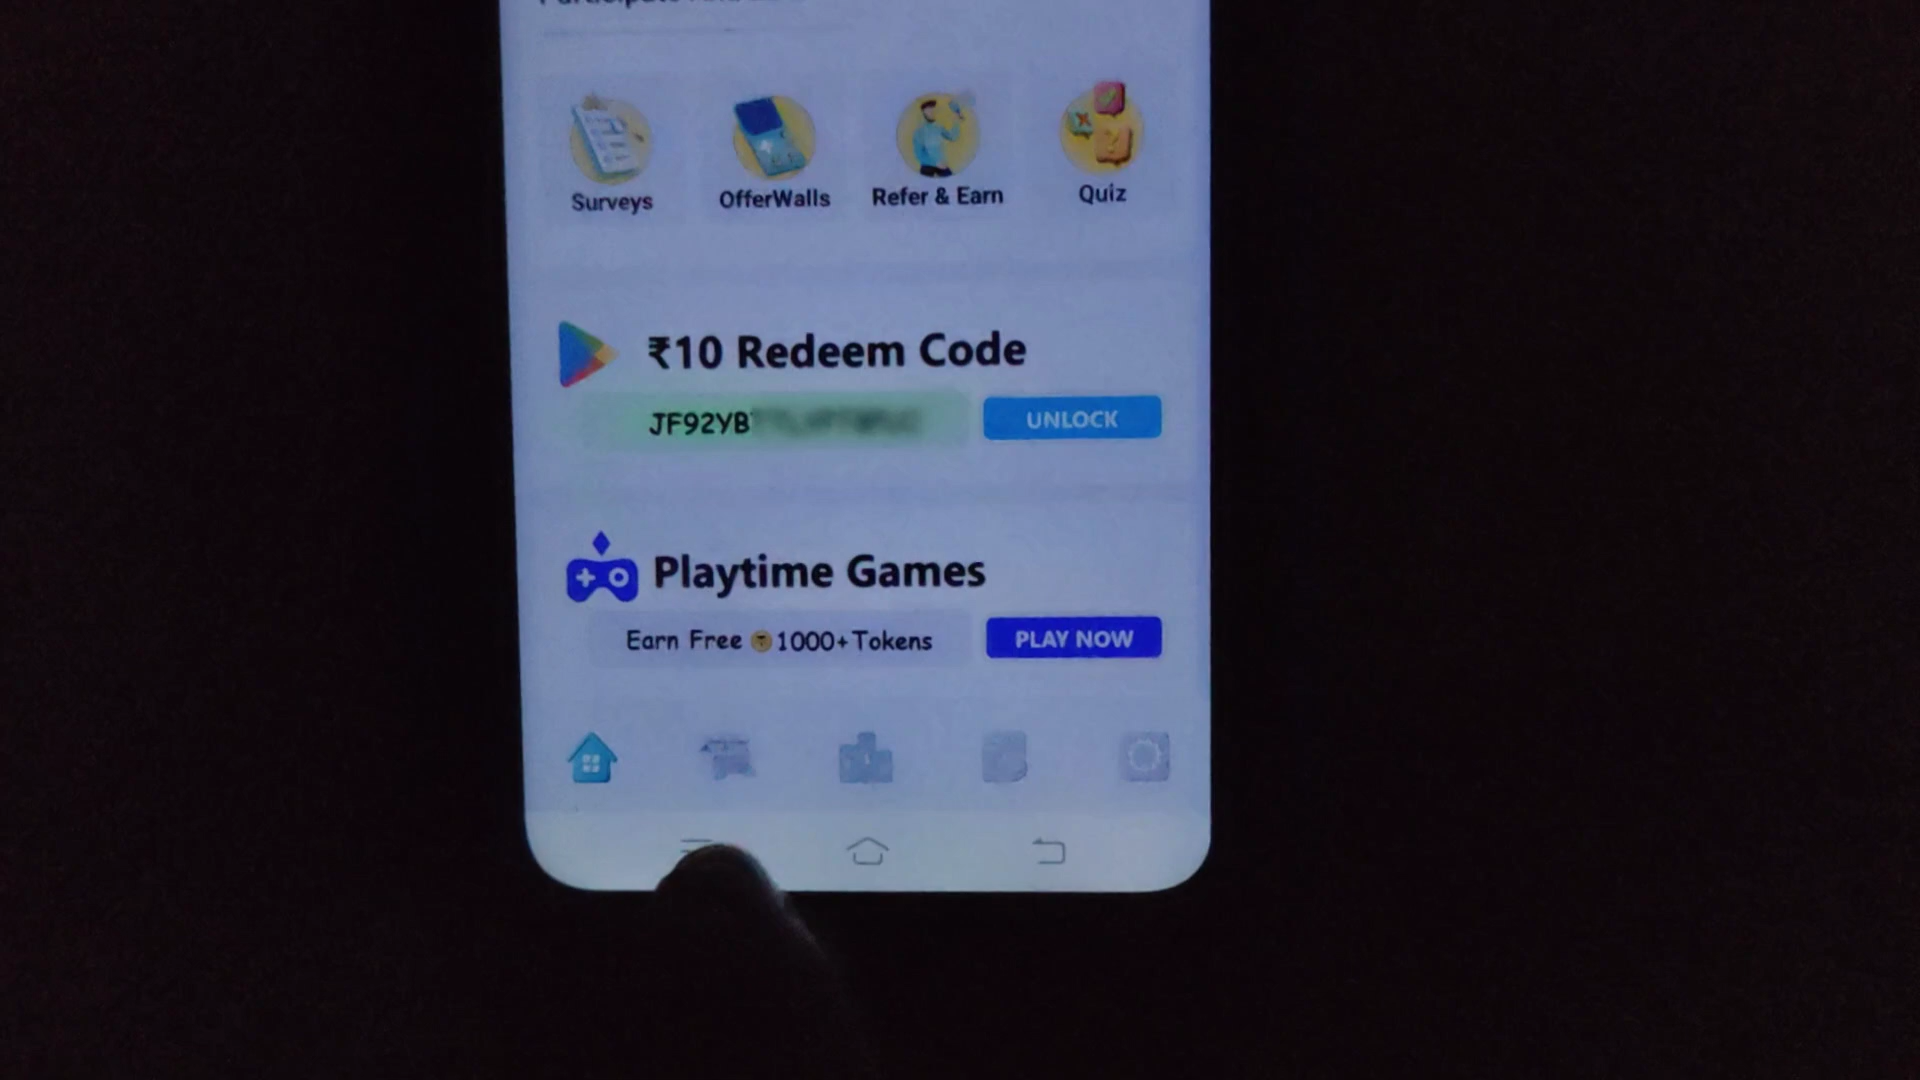 Surveys
OfferWalls
Refer & Earn
Quiz
₹10 Redeem Code
JF92YB
UNLOCK
Playtime Games
Earn Free 1000+Tokens
PLAY NOW